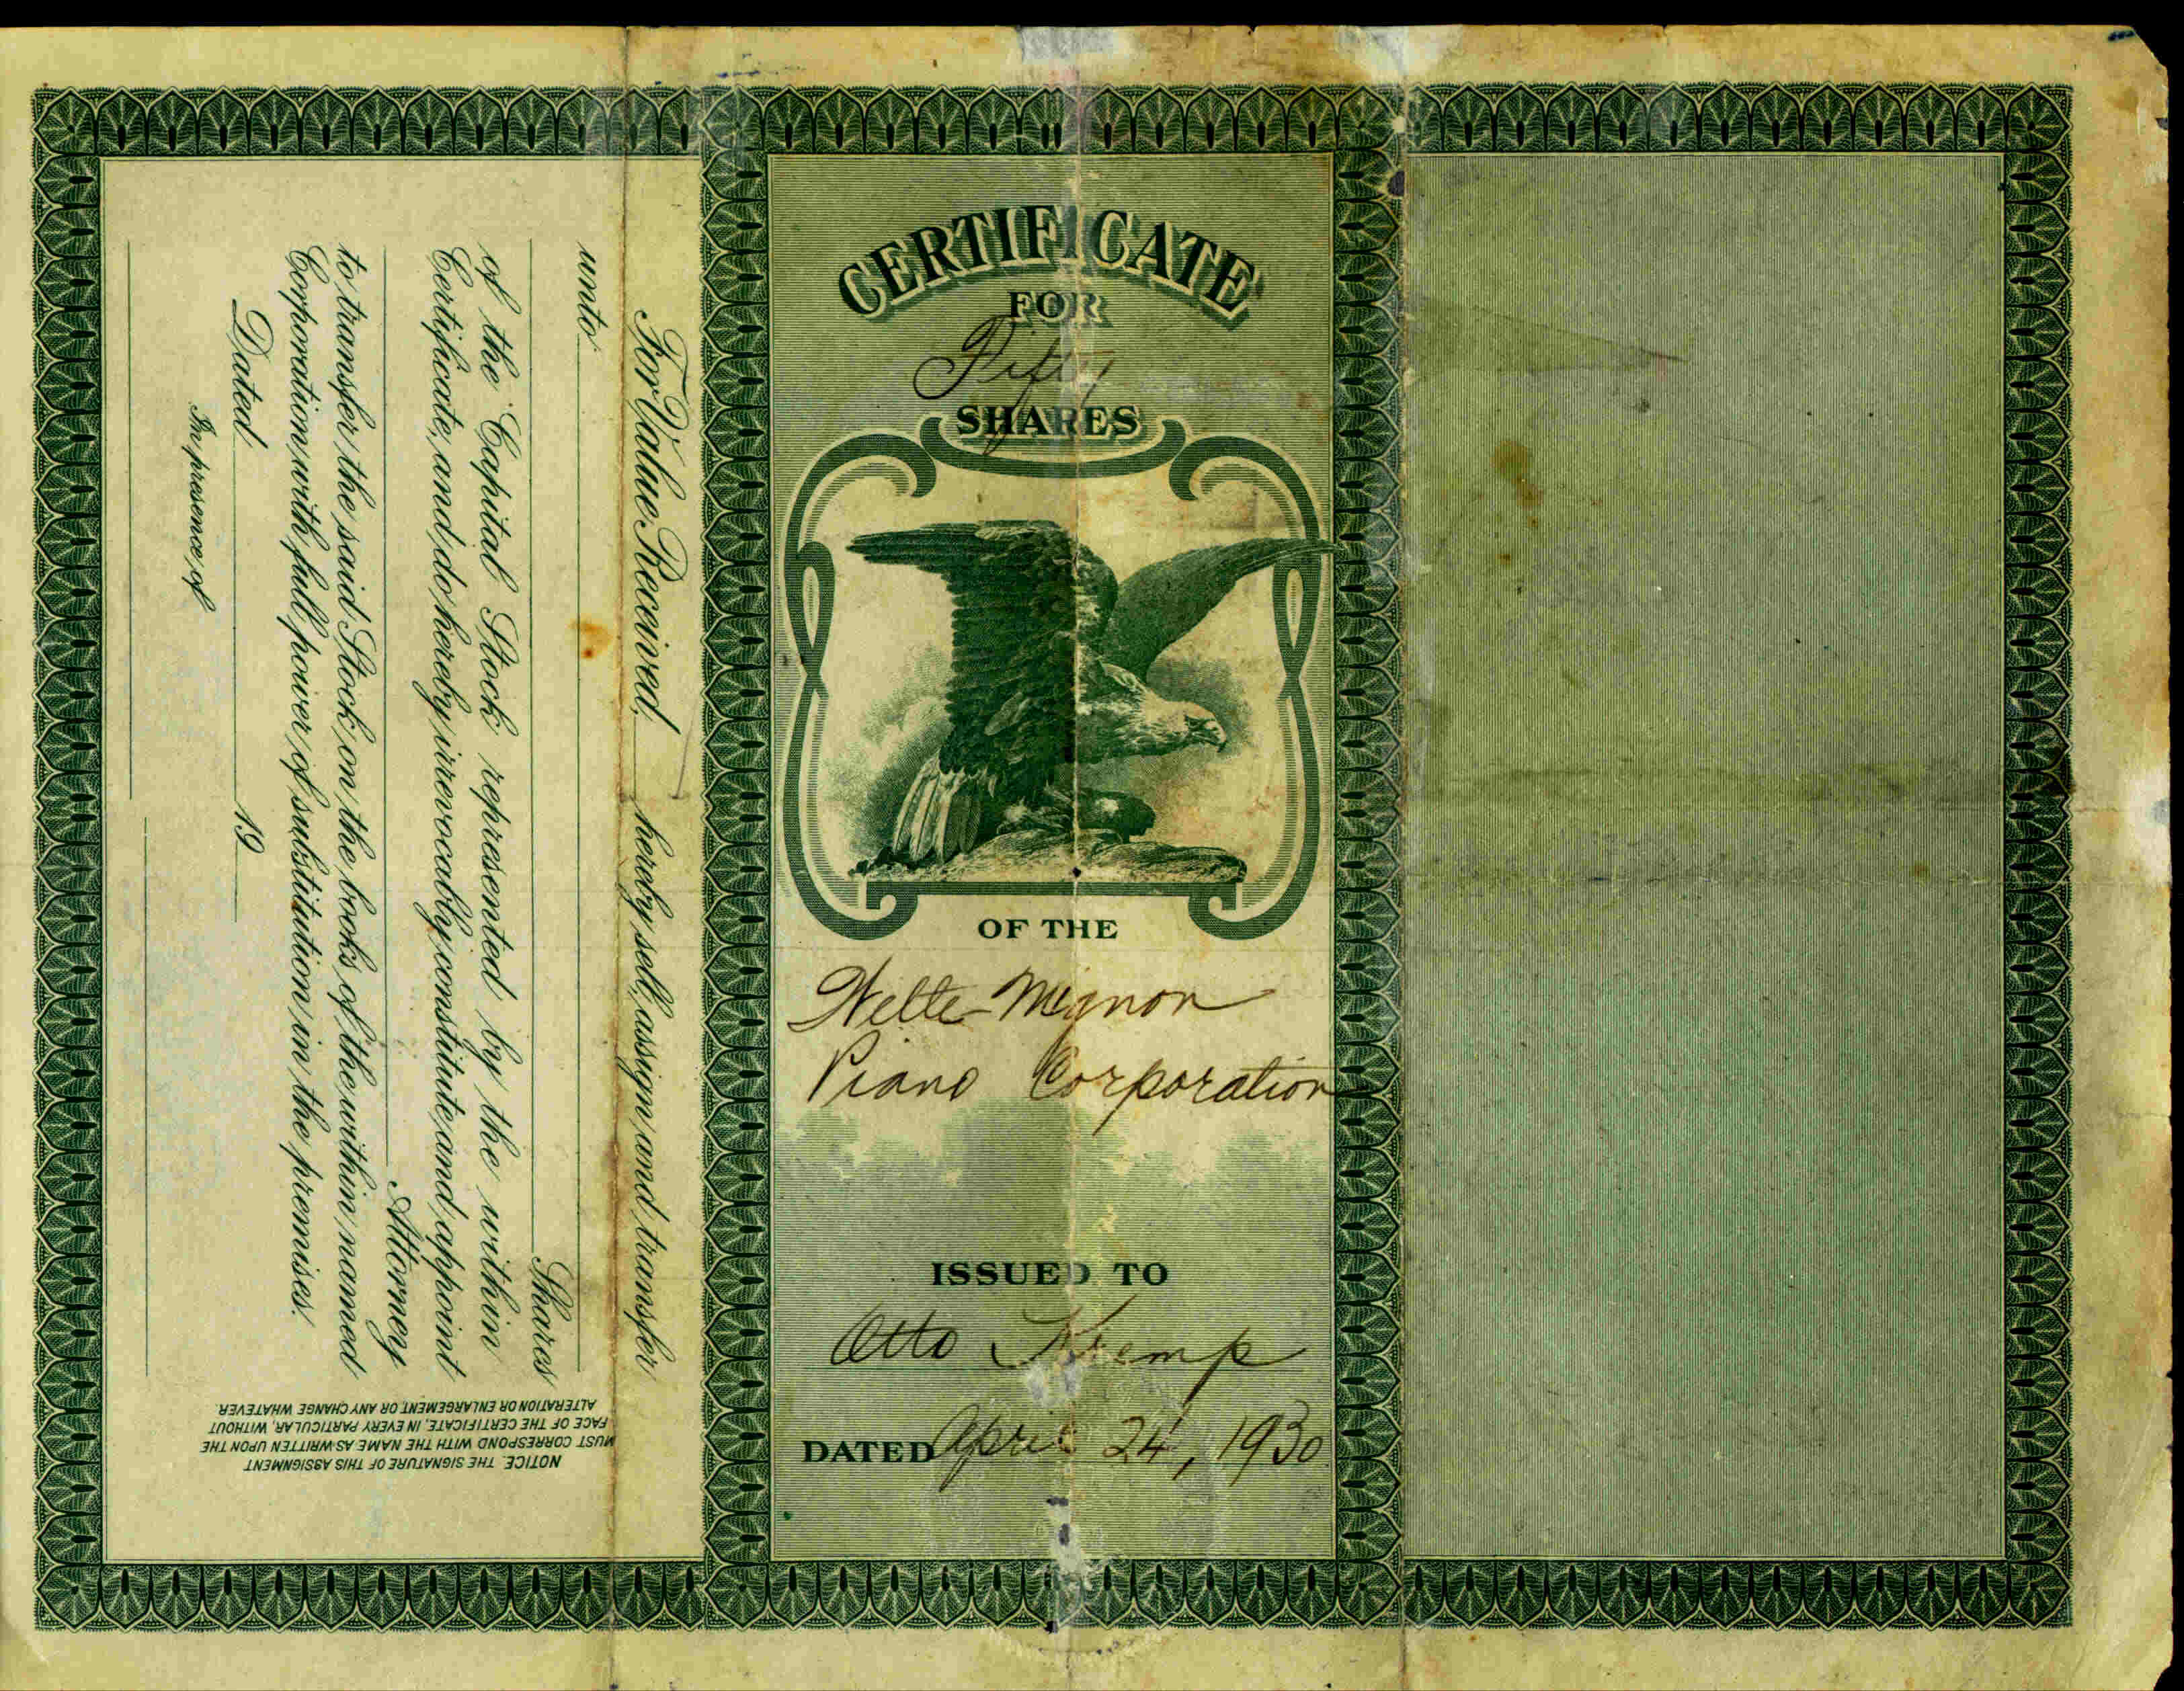 CERTIFICATE
FOR
Fifty
SHARES
OF THE
Welte-Mignon
Piano Corporation
ISSUED TO
Otto Kremp
DATED April 24, 1930
For Value Received, hereby sell, assign and transfer
unto
Shares
of the Capital Stock represented by the within
Certificate, and do hereby irrevocably constitute and appoint
Attorney
to transfer the said Stock on the books of the within named
Corporation with full power of substitution in the premises.
Dated 19
In presence of
NOTICE. THE SIGNATURE OF THIS ASSIGNMENT
MUST CORRESPOND WITH THE NAME AS WRITTEN UPON THE
FACE OF THE CERTIFICATE, IN EVERY PARTICULAR, WITHOUT
ALTERATION OR ENLARGEMENT, OR ANY CHANGE WHATEVER